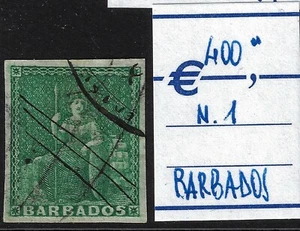 BARBADOS
€ 400,"
N. 1
BARBADOS